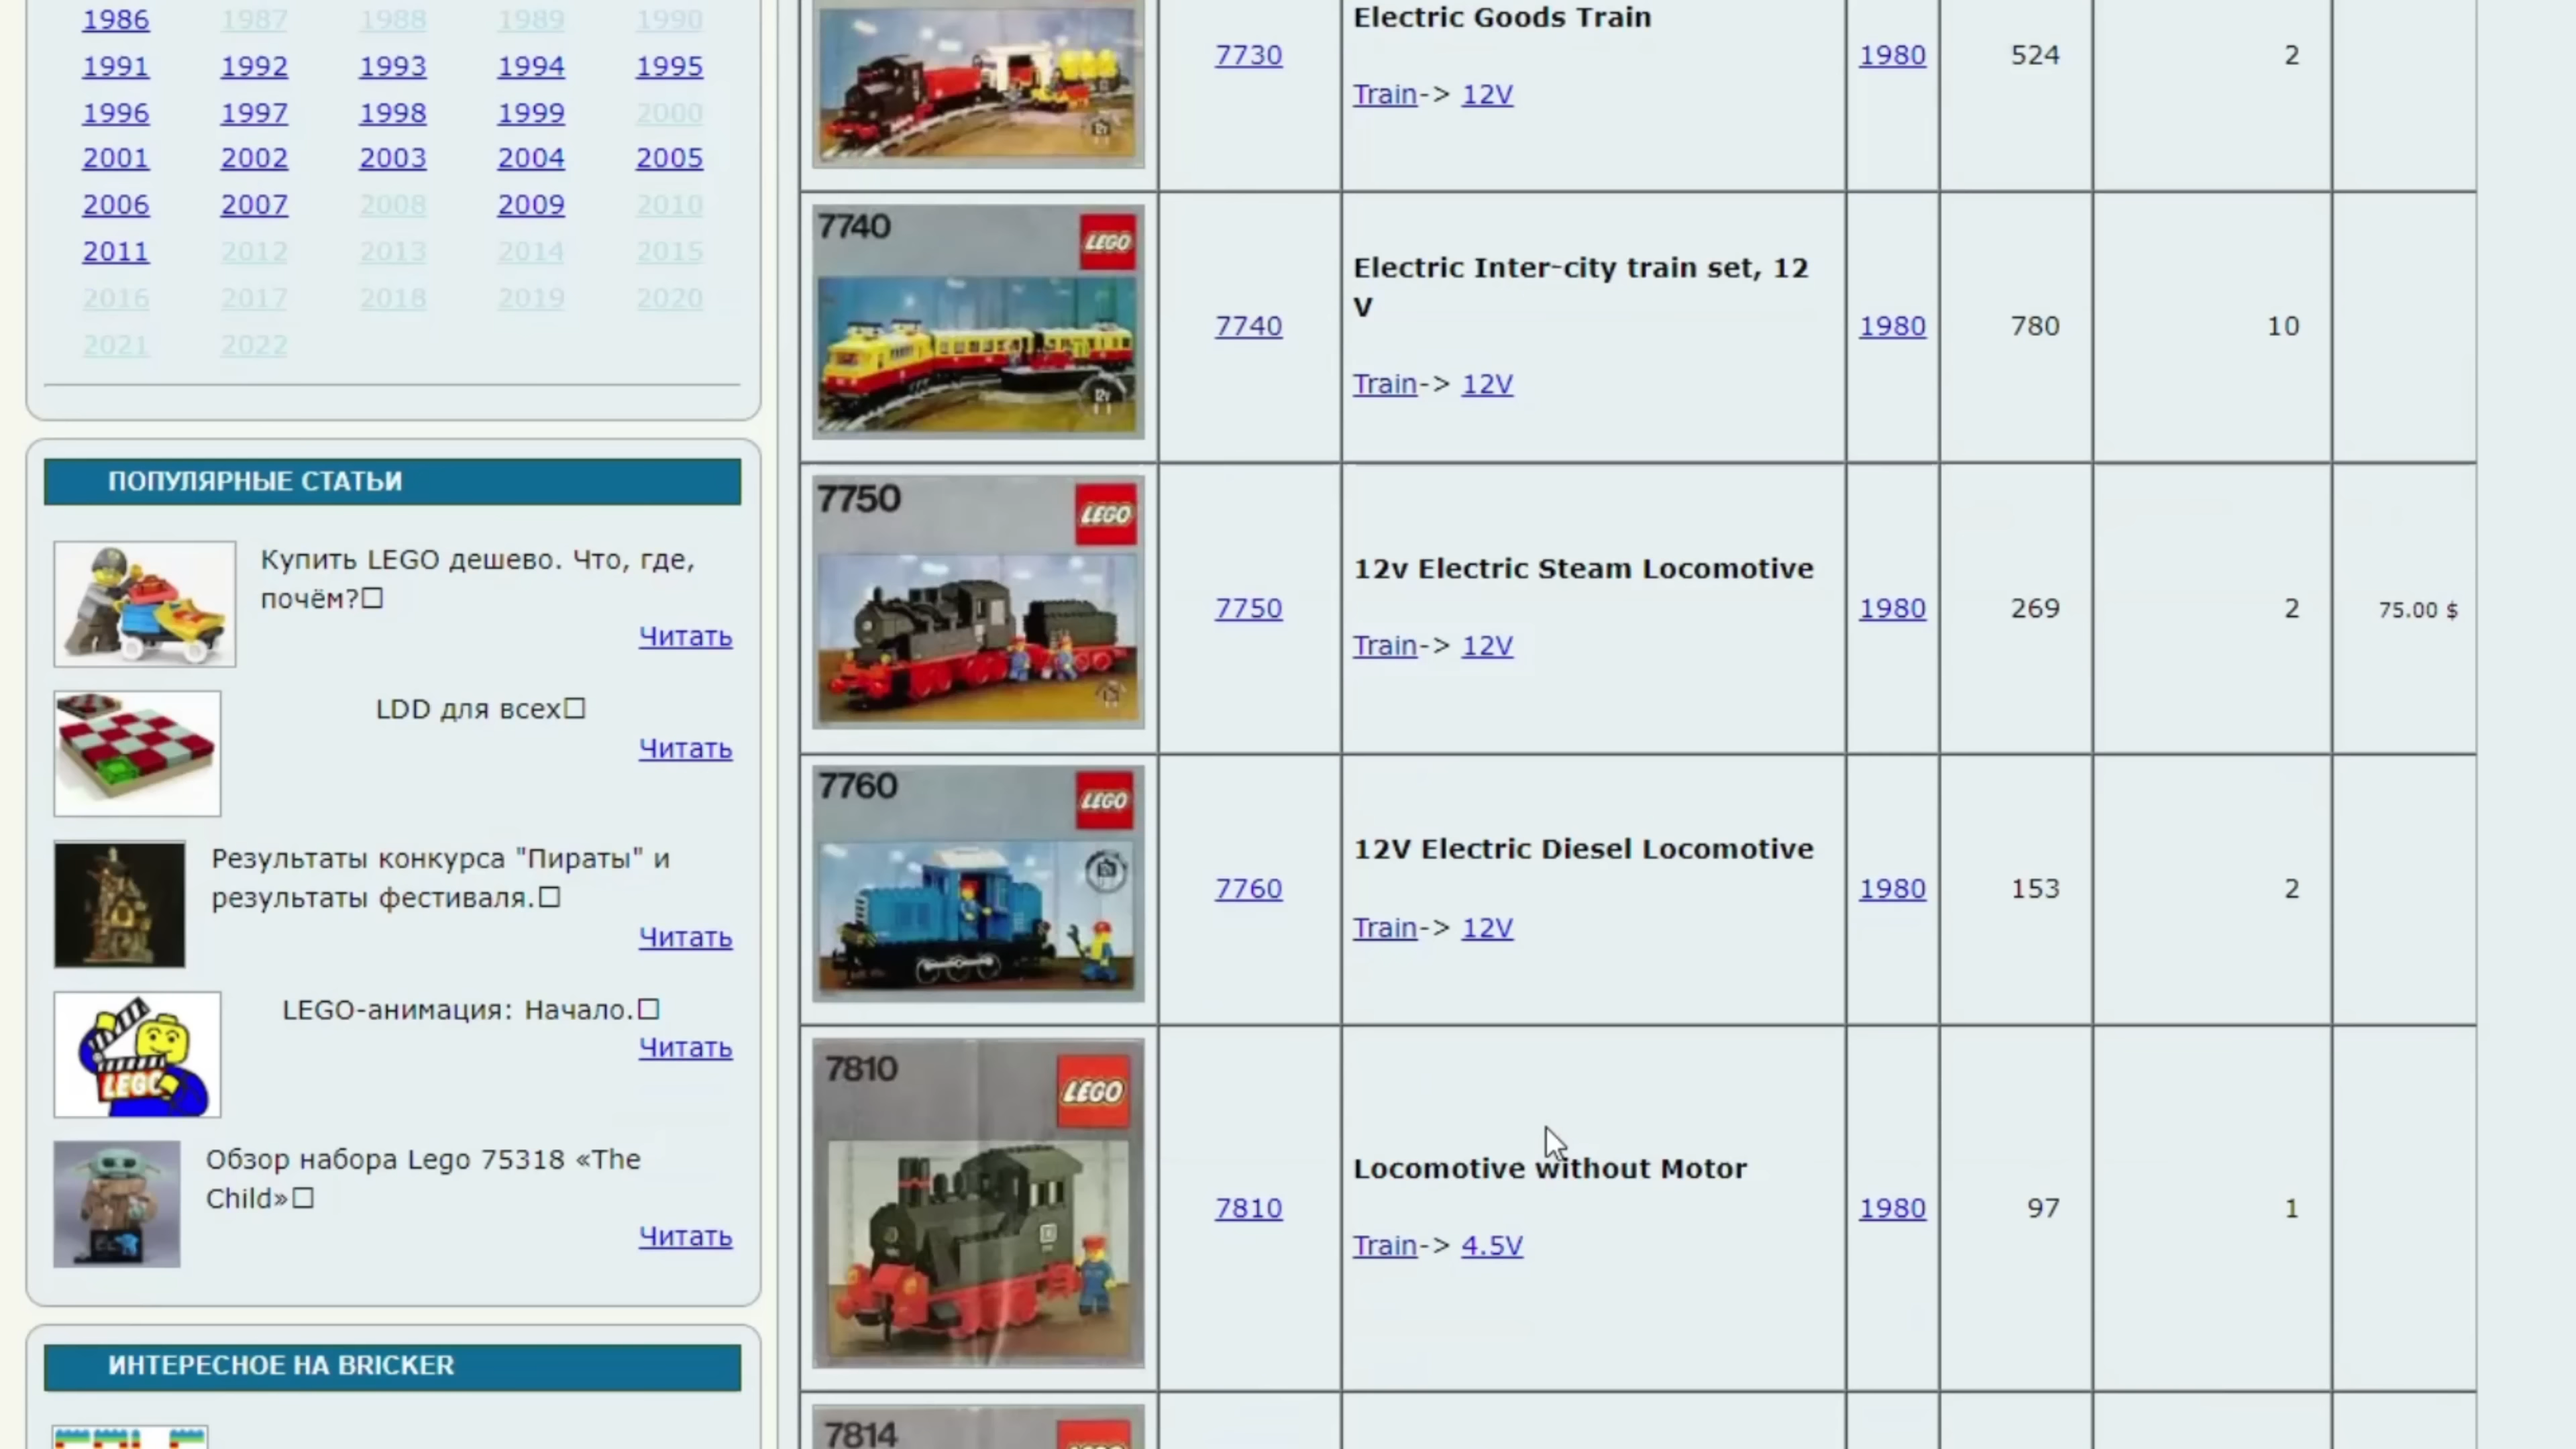 1986 1987 1988 1989 1990
1991 1992 1993 1994 1995
1996 1997 1998 1999 2000
2001 2002 2003 2004 2005
2006 2007 2008 2009 2010
2011 2012 2013 2014 2015
2016 2017 2018 2019 2020
2021 2022
ПОПУЛЯРНЫЕ СТАТЬИ
Купить LEGO дешево. Что, где,
почём?
Читать
LDD для всех
Читать
Результаты конкурса "Пираты" и
результаты фестиваля.
Читать
LEGO-анимация: Начало.
LEGO
Читать
Обзор набора Lego 75318 «The
Child»
Читать
ИНТЕРЕСНОЕ НА BRICKER
7730
Electric Goods Train
Train-> 12V
1980
524
2
7740
LEGO
12v
7740
Electric Inter-city train set, 12
V
Train-> 12V
1980
780
10
7750
LEGO
7750
12v Electric Steam Locomotive
Train-> 12V
1980
269
2
75.00 $
7760
LEGO
7760
12V Electric Diesel Locomotive
Train-> 12V
1980
153
2
7810
LEGO
7810
Locomotive without Motor
Train-> 4.5V
1980
97
1
7814